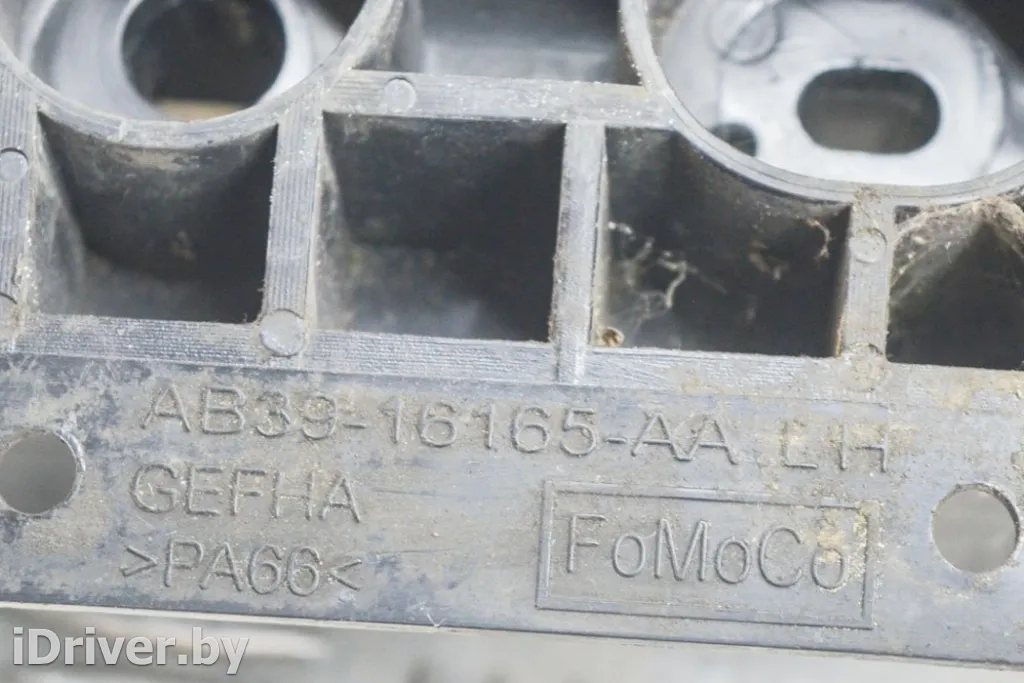 AB39-16165-AA LH
GEFHA
>PA66<
FoMoCo
iDriver.by